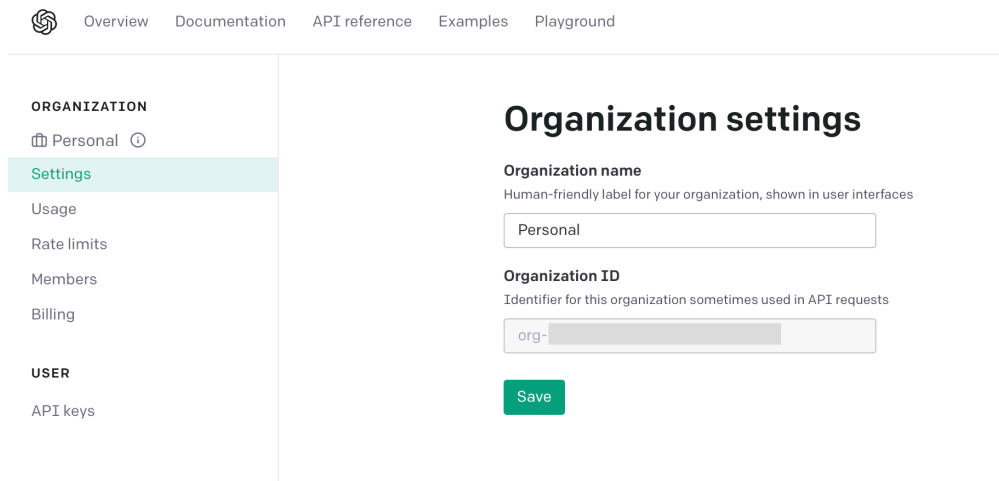 Overview Documentation API reference Examples Playground
ORGANIZATION
Personal
Settings
Usage
Rate limits
Members
Billing
USER
API keys
Organization settings
Organization name
Human-friendly label for your organization, shown in user interfaces
Personal
Organization ID
Identifier for this organization sometimes used in API requests
org-
Save